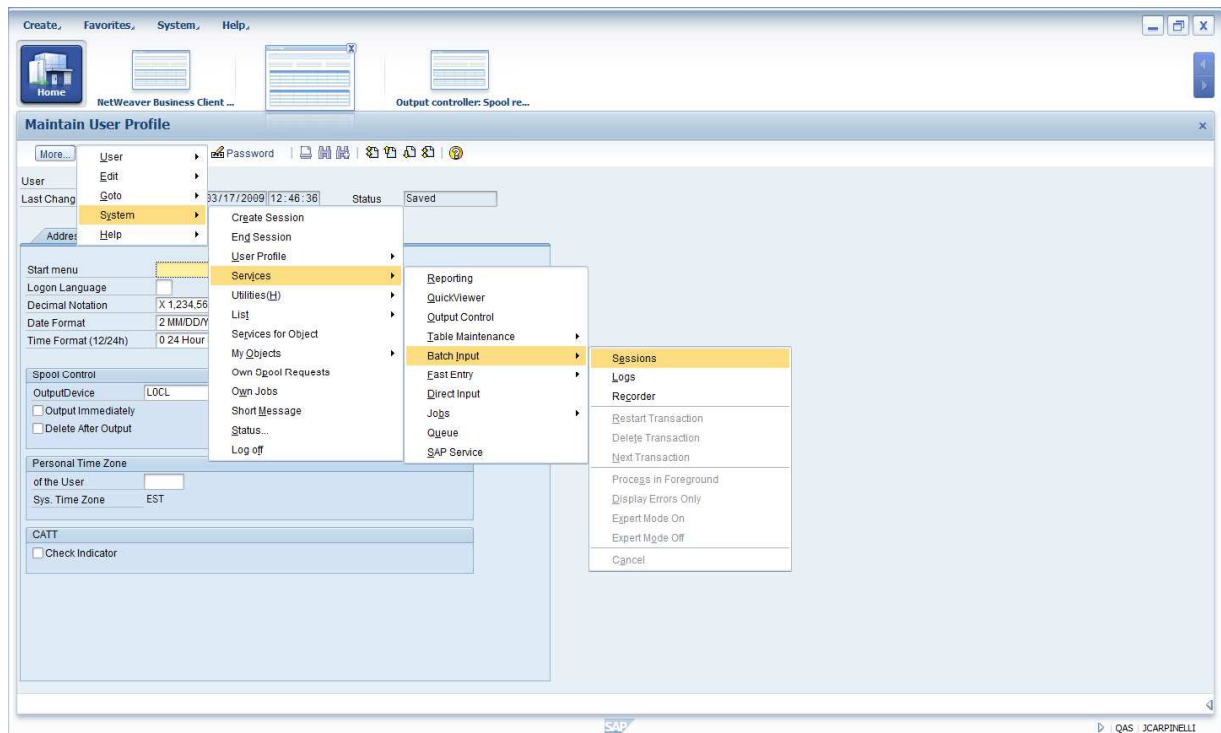 Create, Favorites, System, Help,
Home
NetWeaver Business Client ...
Output controller: Spool re...
Maintain User Profile
More...
Password
User
Last Chang
03/17/2009 12:46:36
Status
Saved
User
Edit
Goto
System
Help
Addres
Start menu
Logon Language
Decimal Notation
X 1,234,56
Date Format
2 MM/DD/Y
Time Format (12/24h)
0 24 Hour
Spool Control
OutputDevice
LOCL
Output Immediately
Delete After Output
Personal Time Zone
of the User
Sys. Time Zone
EST
CATT
Check Indicator
Create Session
End Session
User Profile
Services
Utilities(H)
List
Services for Object
My Objects
Own Spool Requests
Own Jobs
Short Message
Status...
Log off
Reporting
QuickViewer
Output Control
Table Maintenance
Batch Input
Fast Entry
Direct Input
Jobs
Queue
SAP Service
Sessions
Logs
Recorder
Restart Transaction
Delete Transaction
Next Transaction
Process in Foreground
Display Errors Only
Expert Mode On
Expert Mode Off
Cancel
SAP
QAS JCARPINELLI